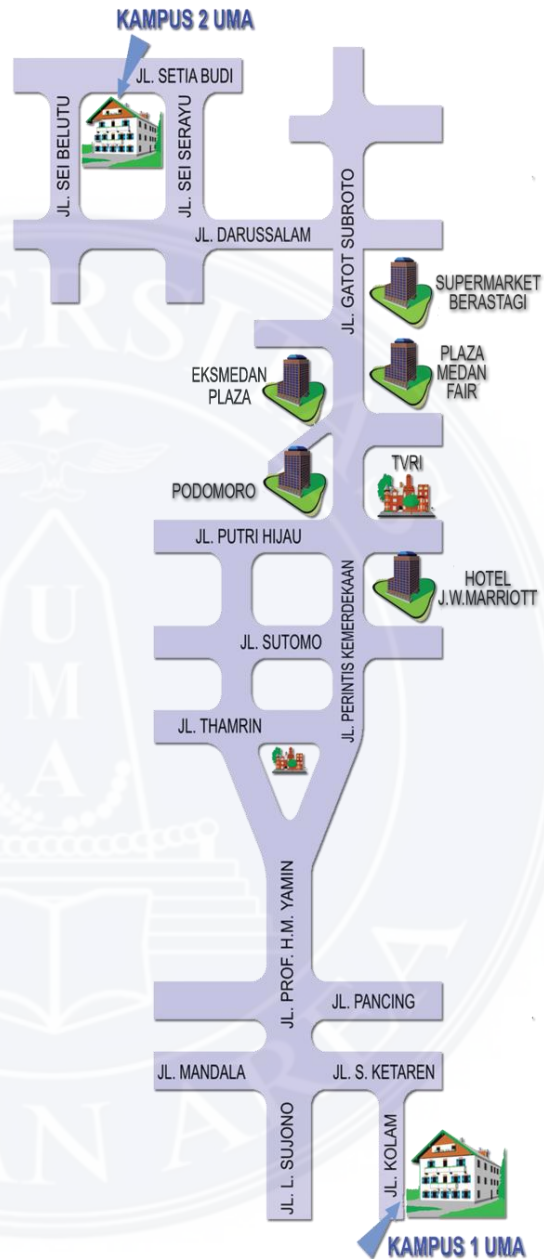 KAMPUS 2 UMA
JL. SETIA BUDI
JL. SEI BELUTU
JL. SEI SERAYU
JL. DARUSSALAM
JL. GATOT SUBROTO
SUPERMARKET
BERASTAGI
EKSMEDAN
PLAZA
PLAZA
MEDAN
FAIR
TVRI
PODOMORO
JL. PUTRI HIJAU
HOTEL
J.W.MARRIOTT
JL. PERINTIS KEMERDEKAAN
JL. SUTOMO
JL. THAMRIN
UMA
JL. PROF. H.M. YAMIN
JL. PANCING
JL. MANDALA
JL. S. KETAREN
JL. L. SUJONO
JL. KOLAM
KAMPUS 1 UMA